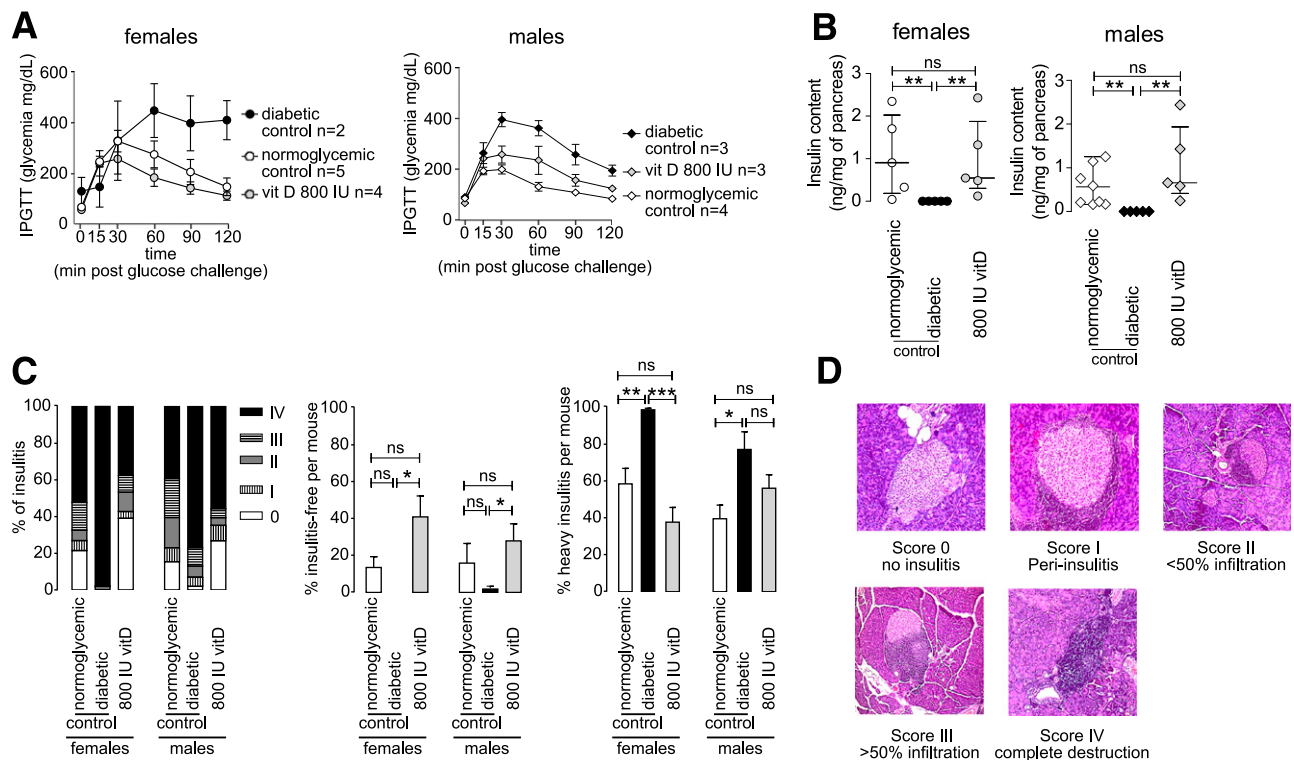 A
females
IPGTT (glycemia mg/dL)
600
400
200
0
0 15 30 60 90 120
time
(min post glucose challenge)
diabetic
control n=2
normoglycemic
control n=5
vit D 800 IU n=4
males
IPGTT (glycemia mg/dL)
600
400
200
0
0 15 30 60 90 120
time
(min post glucose challenge)
diabetic
control n=3
vit D 800 IU n=3
normoglycemic
control n=4
B
females
Insulin content
(ng/mg of pancreas)
3
2
1
0
ns
** **
normoglycemic
diabetic
800 IU vitD
control
males
Insulin content
(ng/mg of pancreas)
3
2
1
0
ns
** **
normoglycemic
diabetic
800 IU vitD
control
C
% of insulitis
100
80
60
40
20
0
IV
III
II
I
0
normoglycemic
diabetic
800 IU vitD
normoglycemic
diabetic
800 IU vitD
control control
females males
% insulitis-free per mouse
100
80
60
40
20
0
ns
ns *
ns
ns *
normoglycemic
diabetic
800 IU vitD
normoglycemic
diabetic
800 IU vitD
control control
females males
% heavy insulitis per mouse
100
80
60
40
20
0
ns
** ***
ns
* ns
normoglycemic
diabetic
800 IU vitD
normoglycemic
diabetic
800 IU vitD
control control
females males
D
Score 0
no insulitis
Score I
Peri-insulitis
Score II
<50% infiltration
Score III
>50% infiltration
Score IV
complete destruction